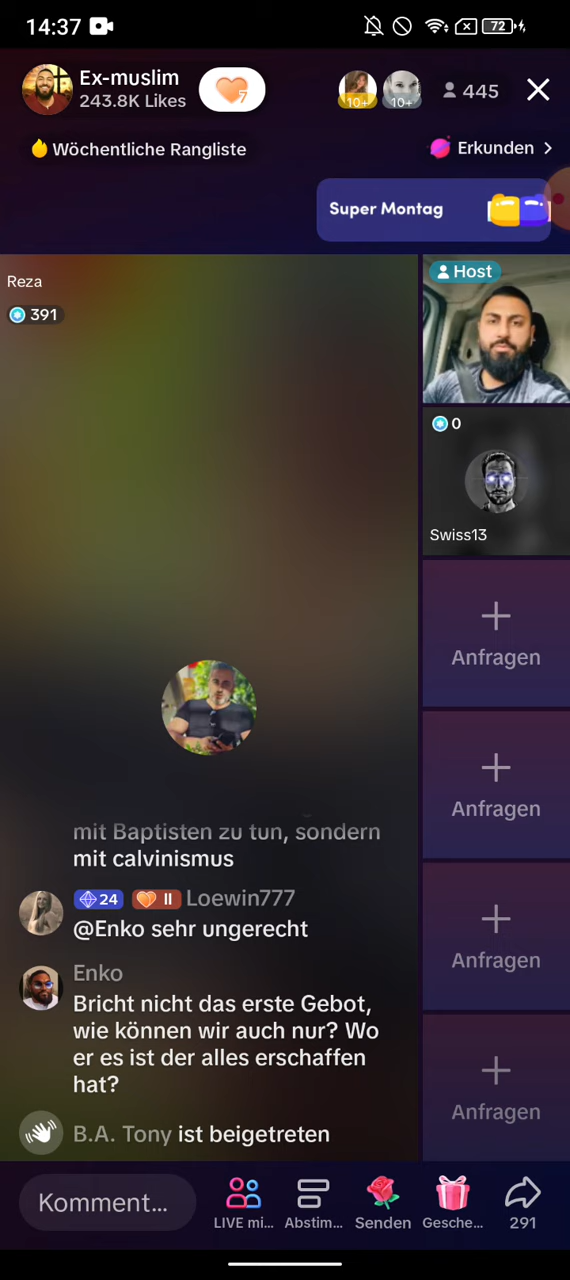 14:37
72
Ex-muslim
243.8K Likes
7
10+
10+
445
Wöchentliche Rangliste
Erkunden
Super Montag
Reza
391
Host
0
Swiss13
Anfragen
Anfragen
Anfragen
Anfragen
mit Baptisten zu tun, sondern
mit calvinismus
24 II Loewin777
@Enko sehr ungerecht
Enko
Bricht nicht das erste Gebot,
wie können wir auch nur? Wo
er es ist der alles erschaffen
hat?
B.A. Tony ist beigetreten
Komment...
LIVE mi...
Abstim...
Senden
Gesche...
291